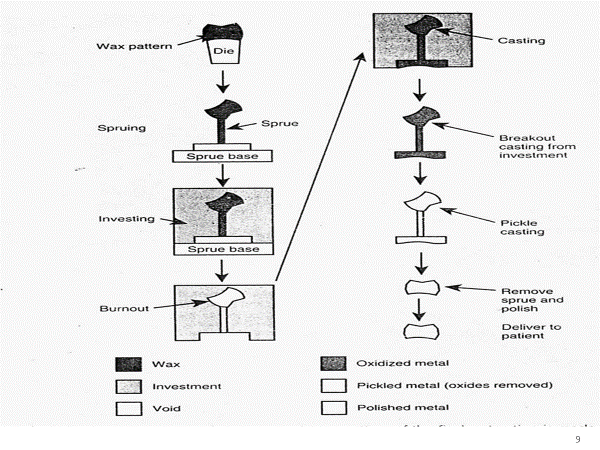 Wax pattern
Die
Spruing
Sprue
Sprue base
Investing
Sprue base
Burnout
Casting
Breakout
casting from
investment
Pickle
casting
Remove
sprue and
polish
Deliver to
patient
Wax
Investment
Void
Oxidized metal
Pickled metal (oxides removed)
Polished metal
9